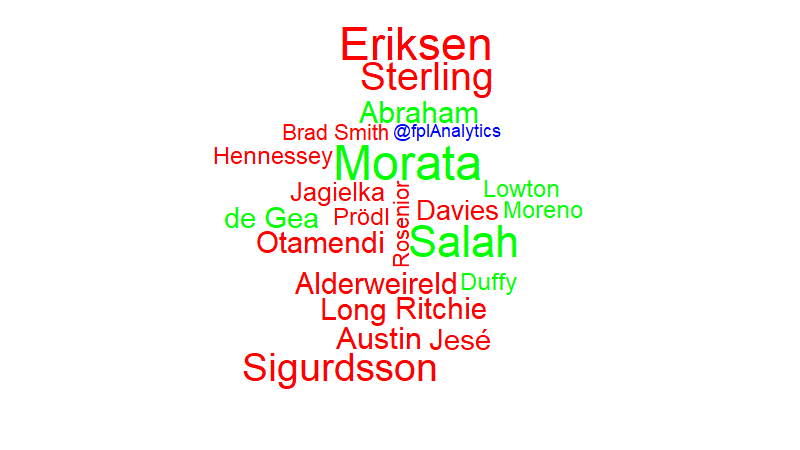 Eriksen
Sterling
Abraham
Brad Smith @fplAnalytics
Hennessey
Morata
Jagielka
Lowton
de Gea
Prödl
Rosenior
Davies
Moreno
Otamendi
Salah
Alderweireld
Duffy
Long
Ritchie
Austin
Jesé
Sigurdsson